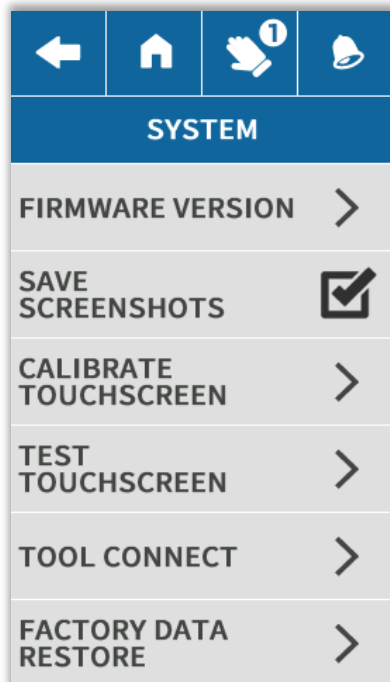 1
SYSTEM
FIRMWARE VERSION
SAVE
SCREENSHOTS
CALIBRATE
TOUCHSCREEN
TEST
TOUCHSCREEN
TOOL CONNECT
FACTORY DATA
RESTORE